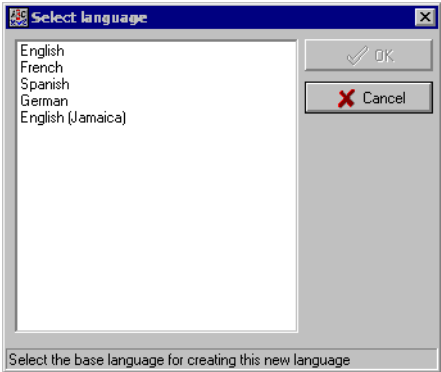 Select language
English
French
Spanish
German
English (Jamaica)
OK
Cancel
Select the base language for creating this new language